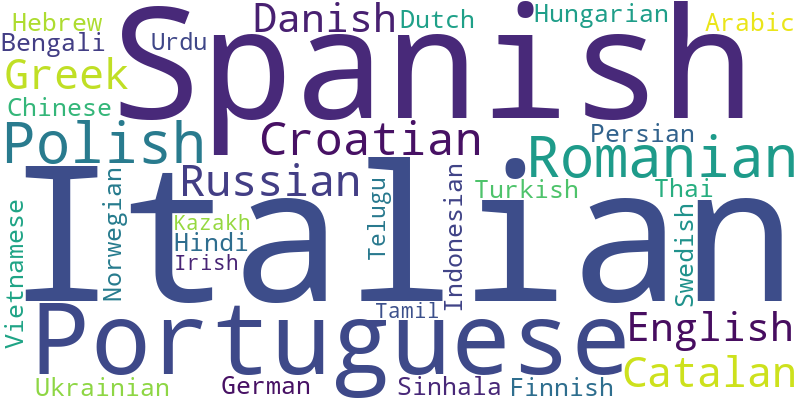 Hebrew
Spanish
Danish
Dutch
Hungarian
Arabic
Bengali
Urdu
Greek
Chinese
Polish
Croatian
Persian
Romanian
Russian
Turkish
Thai
Italian
Vietnamese
Norwegian
Kazakh
Hindi
Irish
Telugu
Indonesian
Swedish
Portuguese
Tamil
English
Catalan
Ukrainian
German
Sinhala
Finnish